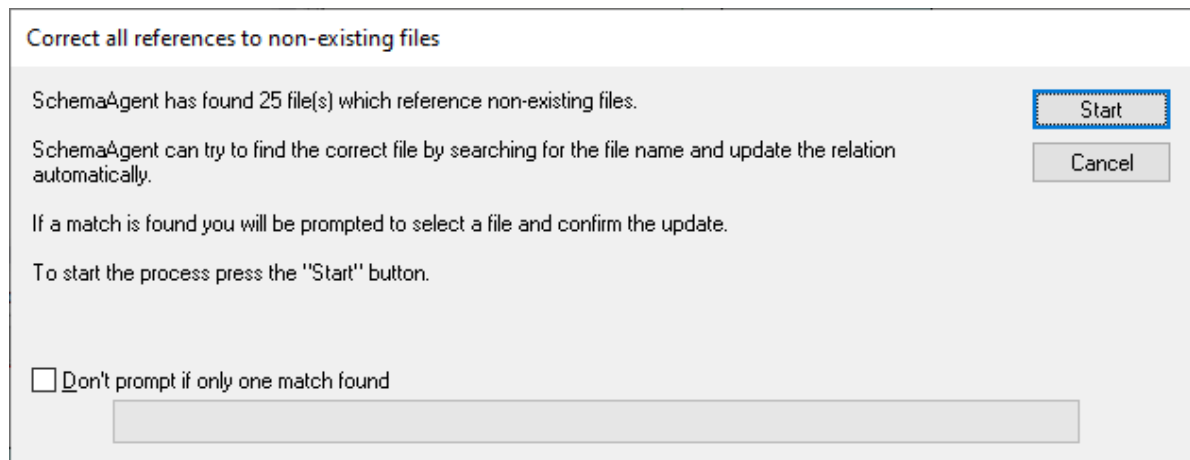 Correct all references to non-existing files
SchemaAgent has found 25 file(s) which reference non-existing files.
Start
SchemaAgent can try to find the correct file by searching for the file name and update the relation
automatically.
Cancel
If a match is found you will be prompted to select a file and confirm the update.
To start the process press the "Start" button.
Don't prompt if only one match found